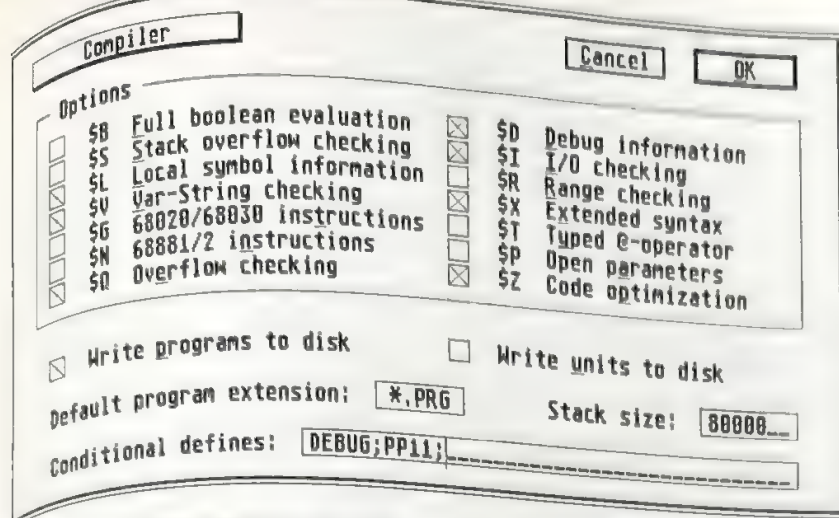 Compiler
Cancel OK
Options
$B Full boolean evaluation
$S Stack overflow checking
$L Local symbol information
$V Var-String checking
$G 68020/68030 instructions
$N 68881/2 instructions
$Q Overflow checking
$D Debug information
$I I/O checking
$R Range checking
$X Extended syntax
$T Typed @-operator
$P Open parameters
$Z Code optimization
Write programs to disk
Write units to disk
Default program extension: *.PRG
Stack size: 80000__
Conditional defines: DEBUG;PP11;